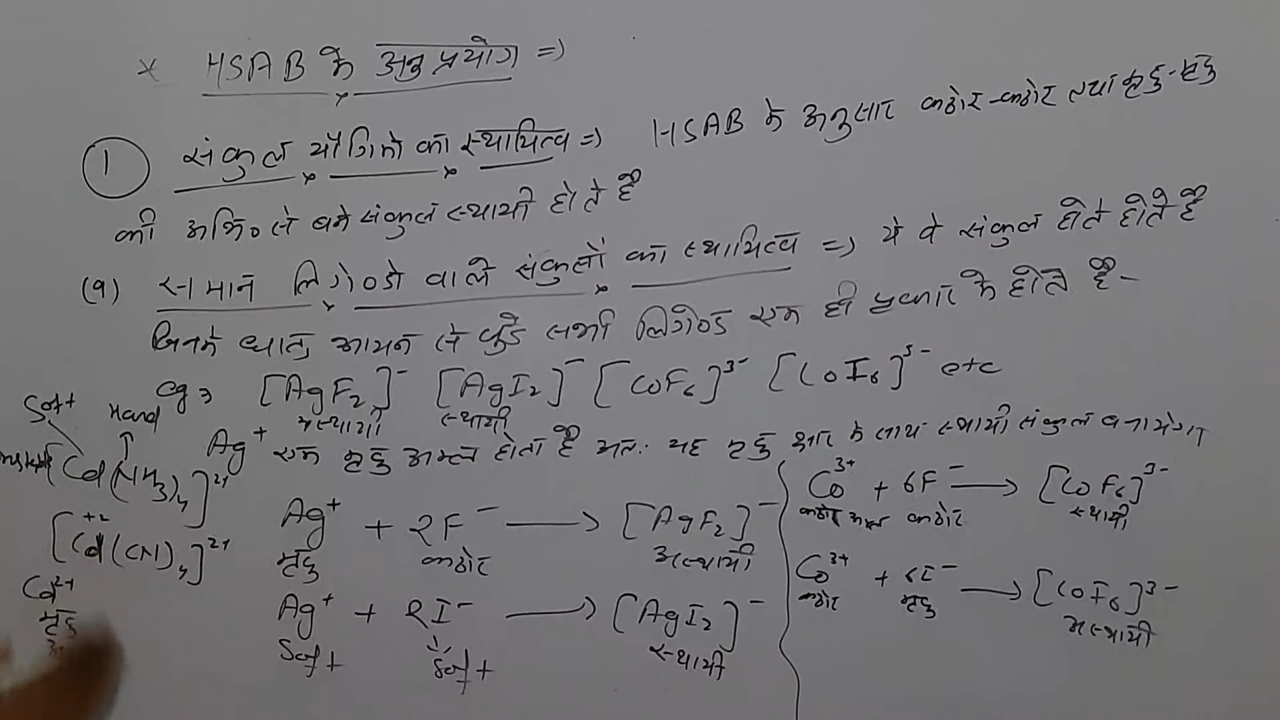 * HSAB के अनुप्रयोग =>
① संकुल यौगिको का स्थायित्व => HSAB के अनुसार कठोर-कठोर तथा मृदु-मृदु
की अभि० से बने संकुल स्थायी होते हैं
(9) समान लिगेण्डो वाले संकुलों का स्थायित्व => ये वे संकुल होते होते हैं
जिनमे धातु आयन से जुडे सभी लिगेण्ड एक ही प्रकार के होते हैं -
eg → [AgF₂]⁻ [AgI₂]⁻ [CoF₆]³⁻ [CoI₆]³⁻ etc
अस्थायी स्थायी
Ag⁺ एक मृदु अम्ल होता है अतः यह मृदु क्षार के साथ स्थायी संकुल बनायेगा
Soft Hard
[Cd(NH₃)₄]²⁺
[Cd(CN)₄]²⁺
+2
Cd²⁺
मृदु
Ag⁺ + 2F⁻ ⟶ [AgF₂]⁻
मृदु कठोर अस्थायी
Ag⁺ + 2I⁻ ⟶ [AgI₂]⁻
Soft Soft स्थायी
Co³⁺ + 6F⁻ ⟶ [CoF₆]³⁻
कठोर अम्ल कठोर स्थायी
Co³⁺ + 6I⁻ ⟶ [CoI₆]³⁻
कठोर मृदु अस्थायी